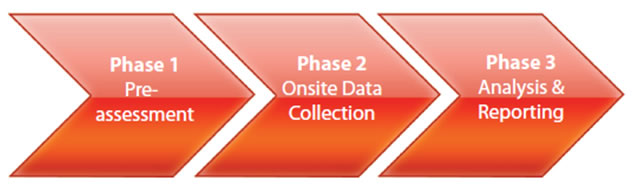 Phase 1
Pre-
assessment
Phase 2
Onsite Data
Collection
Phase 3
Analysis &
Reporting